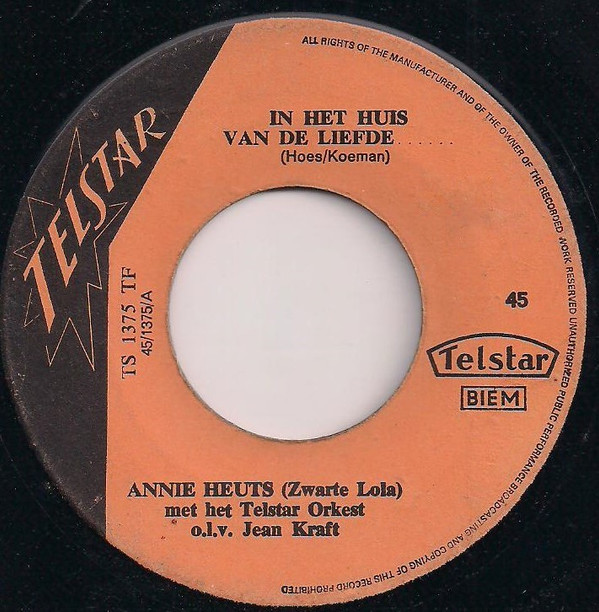 ALL RIGHTS OF THE MANUFACTURER AND OF THE OWNER OF THE RECORDED WORK RESERVED UNAUTHORIZED PUBLIC PERFORMANCE BROADCASTING AND COPYING OF THIS RECORD PROHIBITED
TELSTAR
IN HET HUIS
VAN DE LIEFDE......
(Hoes/Koeman)
TS 1375 TF
45/1375/A
45
Telstar
BIEM
ANNIE HEUTS (Zwarte Lola)
met het Telstar Orkest
o.l.v. Jean Kraft